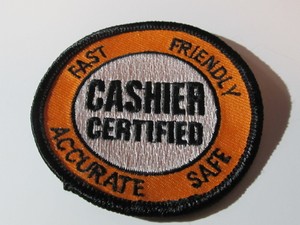 FAST FRIENDLY
CASHIER
CERTIFIED
ACCURATE SAFE